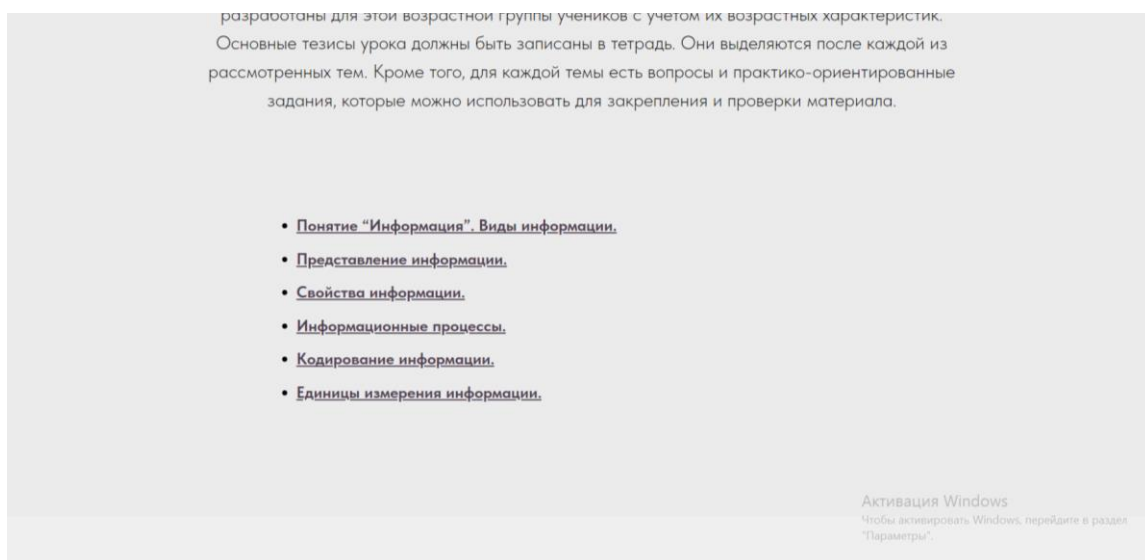 разработаны для этой возрастной группы учеников с учетом их возрастных характеристик.
Основные тезисы урока должны быть записаны в тетрадь. Они выделяются после каждой из
рассмотренных тем. Кроме того, для каждой темы есть вопросы и практико-ориентированные
задания, которые можно использовать для закрепления и проверки материала.
• Понятие “Информация”. Виды информации.
• Представление информации.
• Свойства информации.
• Информационные процессы.
• Кодирование информации.
• Единицы измерения информации.
Активация Windows
Чтобы активировать Windows, перейдите в раздел
"Параметры".